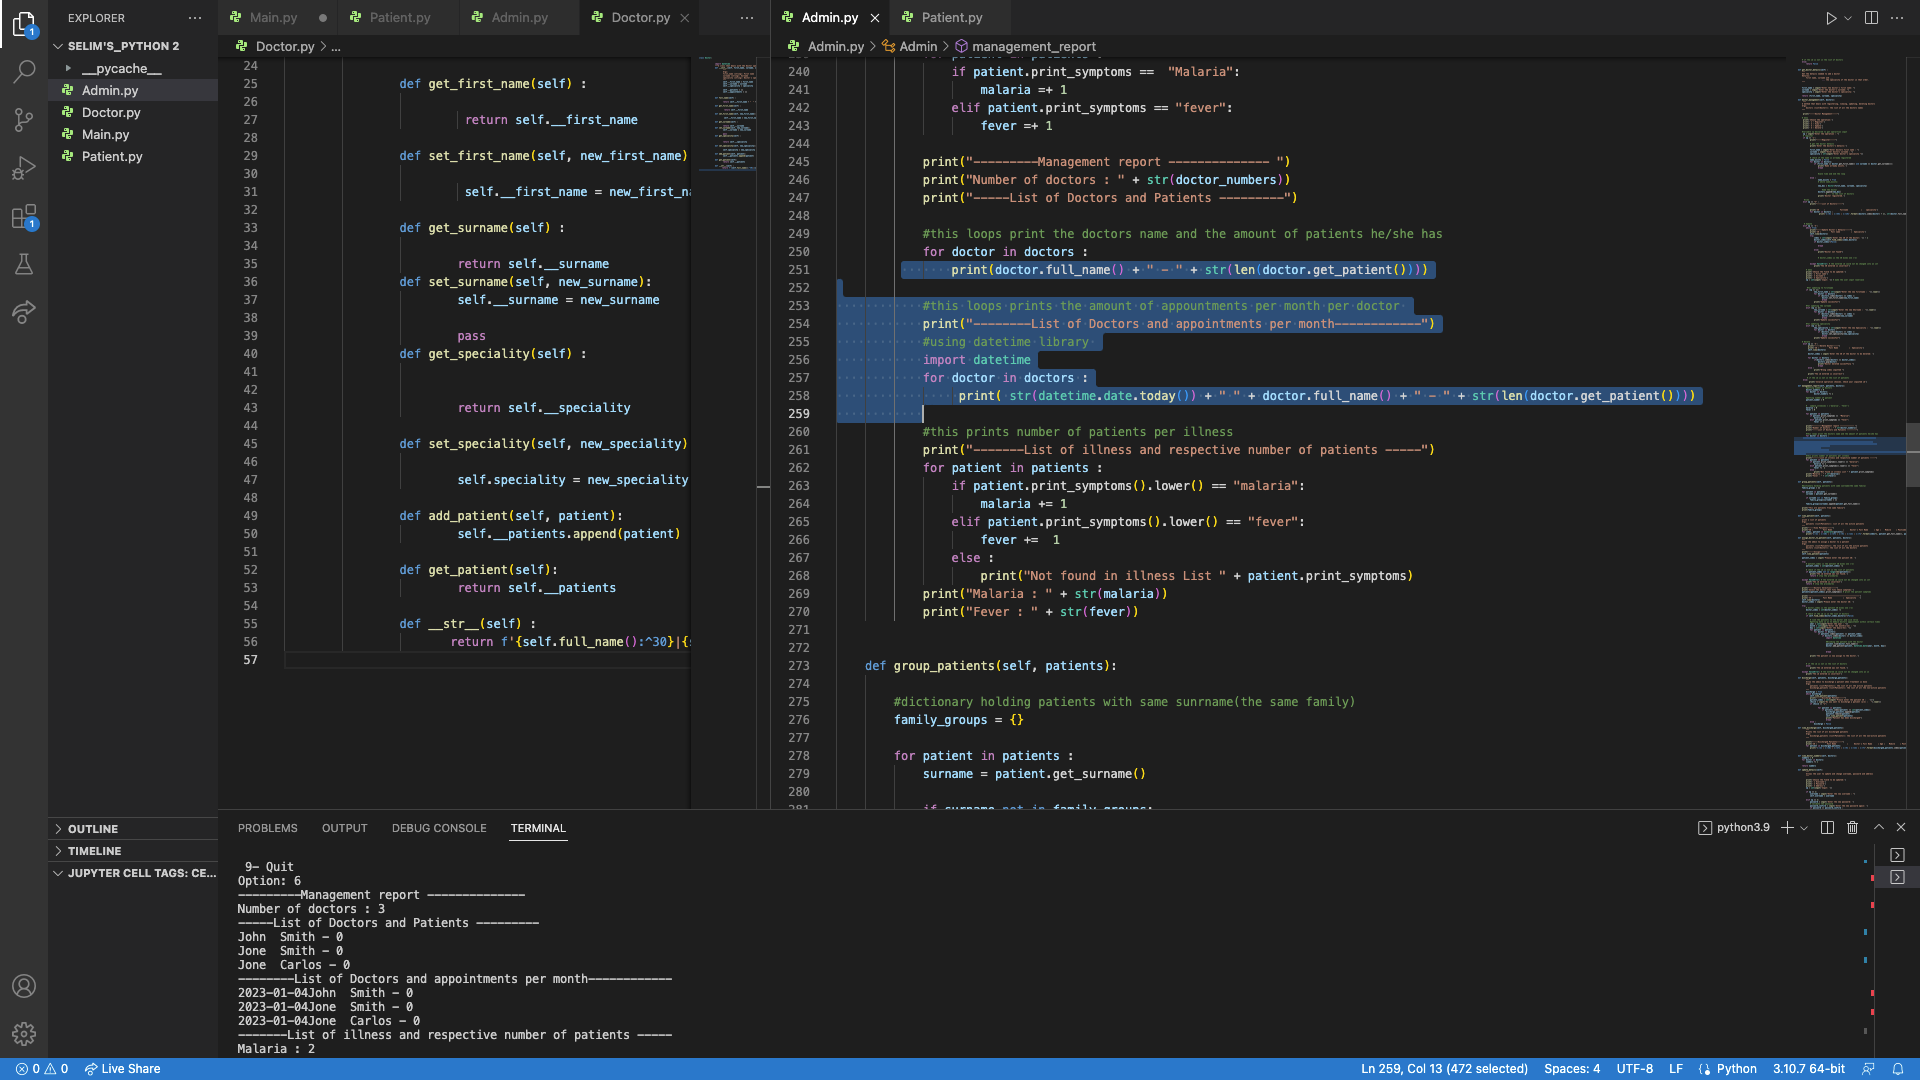 EXPLORER
SELIM'S_PYTHON 2
__pycache__
Admin.py
Doctor.py
Main.py
Patient.py
OUTLINE
TIMELINE
JUPYTER CELL TAGS: CE...
Main.py
Patient.py
Admin.py
Doctor.py
Doctor.py > ...
24
25 def get_first_name(self) :
26
27 return self.__first_name
28
29 def set_first_name(self, new_first_name)
30
31 self.__first_name = new_first_na
32
33 def get_surname(self) :
34
35 return self.__surname
36 def set_surname(self, new_surname):
37 self.__surname = new_surname
38
39 pass
40 def get_speciality(self) :
41
42
43 return self.__speciality
44
45 def set_speciality(self, new_speciality)
46
47 self.speciality = new_speciality
48
49 def add_patient(self, patient):
50 self.__patients.append(patient)
51
52 def get_patient(self):
53 return self.__patients
54
55 def __str__(self) :
56 return f'{self.full_name():^30}|{s
57
Admin.py
Patient.py
Admin.py > Admin > management_report
240 if patient.print_symptoms ==  "Malaria":
241 malaria =+ 1
242 elif patient.print_symptoms == "fever":
243 fever =+ 1
244
245 print("---------Management report -------------- ")
246 print("Number of doctors : " + str(doctor_numbers))
247 print("-----List of Doctors and Patients ---------")
248
249 #this loops print the doctors name and the amount of patients he/she has
250 for doctor in doctors :
251 print(doctor.full_name() + " - " + str(len(doctor.get_patient())))
252
253 #this loops prints the amount of appountments per month per doctor
254 print("--------List of Doctors and appointments per month------------")
255 #using datetime library
256 import datetime
257 for doctor in doctors :
258 print( str(datetime.date.today()) + " " + doctor.full_name() + " - " + str(len(doctor.get_patient())))
259
260 #this prints number of patients per illness
261 print("-------List of illness and respective number of patients -----")
262 for patient in patients :
263 if patient.print_symptoms().lower() == "malaria":
264 malaria += 1
265 elif patient.print_symptoms().lower() == "fever":
266 fever +=  1
267 else :
268 print("Not found in illness List " + patient.print_symptoms)
269 print("Malaria : " + str(malaria))
270 print("Fever : " + str(fever))
271
272
273 def group_patients(self, patients):
274
275 #dictionary holding patients with same sunrname(the same family)
276 family_groups = {}
277
278 for patient in patients :
279 surname = patient.get_surname()
280
281 if surname not in family_groups:
PROBLEMS OUTPUT DEBUG CONSOLE TERMINAL
python3.9
9- Quit
Option: 6
---------Management report --------------
Number of doctors : 3
-----List of Doctors and Patients ---------
John  Smith - 0
Jone  Smith - 0
Jone  Carlos - 0
--------List of Doctors and appointments per month------------
2023-01-04John  Smith - 0
2023-01-04Jone  Smith - 0
2023-01-04Jone  Carlos - 0
-------List of illness and respective number of patients -----
Malaria : 2
0 0 Live Share
Ln 259, Col 13 (472 selected) Spaces: 4 UTF-8 LF Python 3.10.7 64-bit